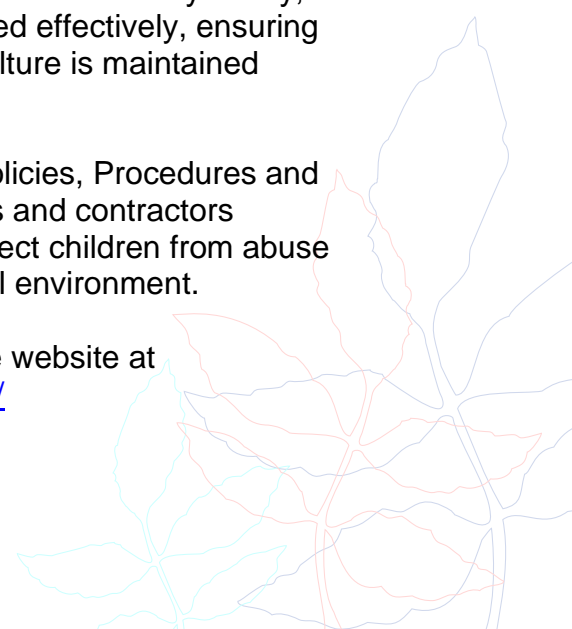 ed effectively, ensuring
lture is maintained
olicies, Procedures and
s and contractors
ect children from abuse
l environment.
e website at
/